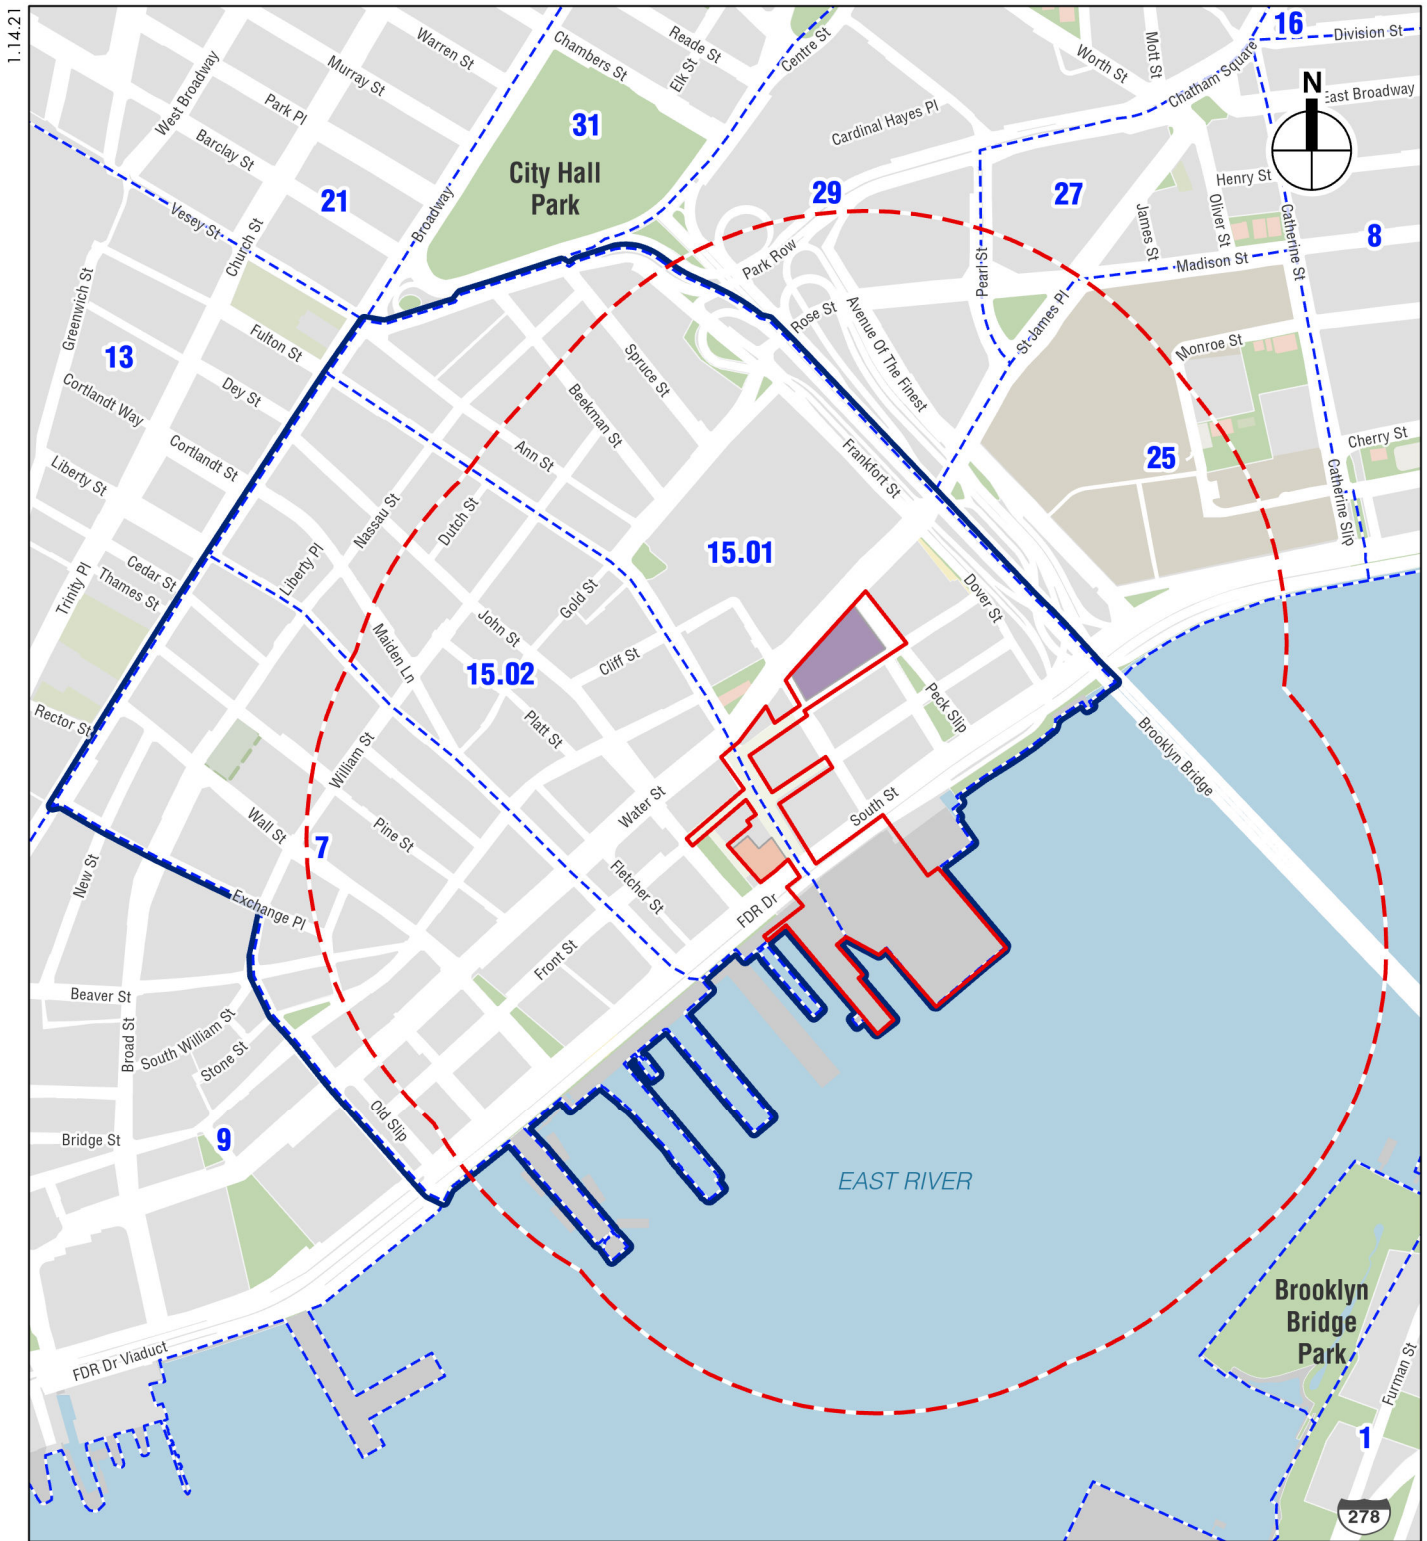 1.14.21
16
Division St
Warren St
Chambers St
Reade St
Elk St
Centre St
Worth St
Mott St
Chatham Square
N
East Broadway
West Broadway
Murray St
Park Pl
Barclay St
31
City Hall
Park
Cardinal Hayes Pl
21
29
27
Henry St
Oliver St
James St
Catherine St
8
Vesey St
Church St
Broadway
Park Row
Pearl St
Madison St
Greenwich St
13
Fulton St
Rose St
Avenue Of The Finest
St James Pl
Monroe St
Cortlandt Way
Dey St
Spruce St
Beekman St
Cortlandt St
Liberty St
Ann St
Frankfort St
25
Cherry St
Catherine Slip
Nassau St
Dutch St
15.01
Liberty Pl
Cedar St
Thames St
Trinity Pl
Gold St
Dover St
John St
Maiden Ln
15.02
Cliff St
Peck Slip
Rector St
Platt St
William St
Brooklyn Bridge
Water St
South St
Wall St
7
Pine St
New St
Fletcher St
Exchange Pl
FDR Dr
Front St
Beaver St
Broad St
South William St
Stone St
Old Slip
Bridge St
9
EAST RIVER
Brooklyn
Bridge
Park
FDR Dr Viaduct
Furman St
1
278